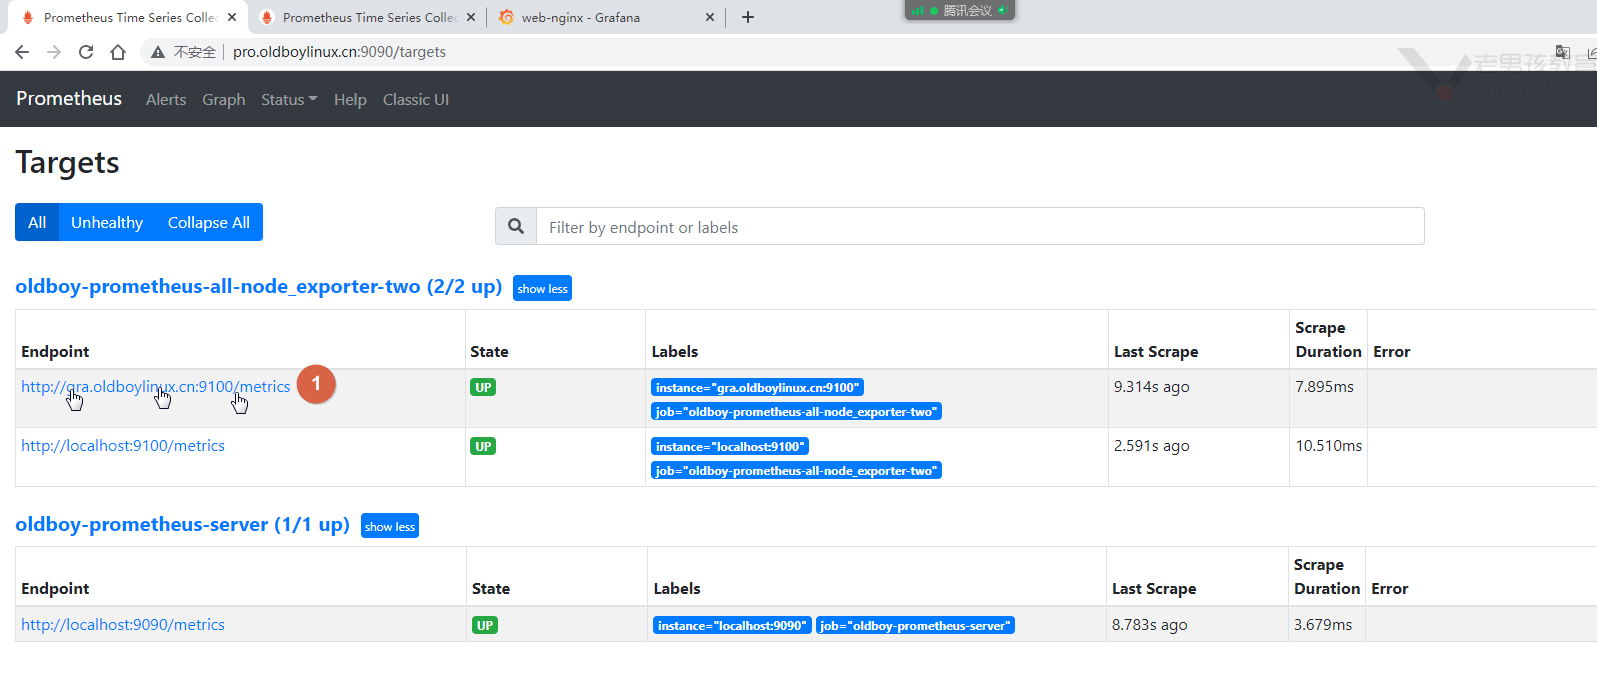 Prometheus Time Series Collec
Prometheus Time Series Collec
web-nginx - Grafana
腾讯会议
不安全
pro.oldboylinux.cn:9090/targets
老男孩教育
oldboyedu.com
Prometheus Alerts Graph Status Help Classic UI
Targets
All Unhealthy Collapse All
Filter by endpoint or labels
oldboy-prometheus-all-node_exporter-two (2/2 up) show less
Endpoint State Labels Last Scrape Scrape Duration Error
http://gra.oldboylinux.cn:9100/metrics 1 UP instance="gra.oldboylinux.cn:9100" 9.314s ago 7.895ms
job="oldboy-prometheus-all-node_exporter-two"
http://localhost:9100/metrics UP instance="localhost:9100" 2.591s ago 10.510ms
job="oldboy-prometheus-all-node_exporter-two"
oldboy-prometheus-server (1/1 up) show less
Endpoint State Labels Last Scrape Scrape Duration Error
http://localhost:9090/metrics UP instance="localhost:9090" job="oldboy-prometheus-server" 8.783s ago 3.679ms